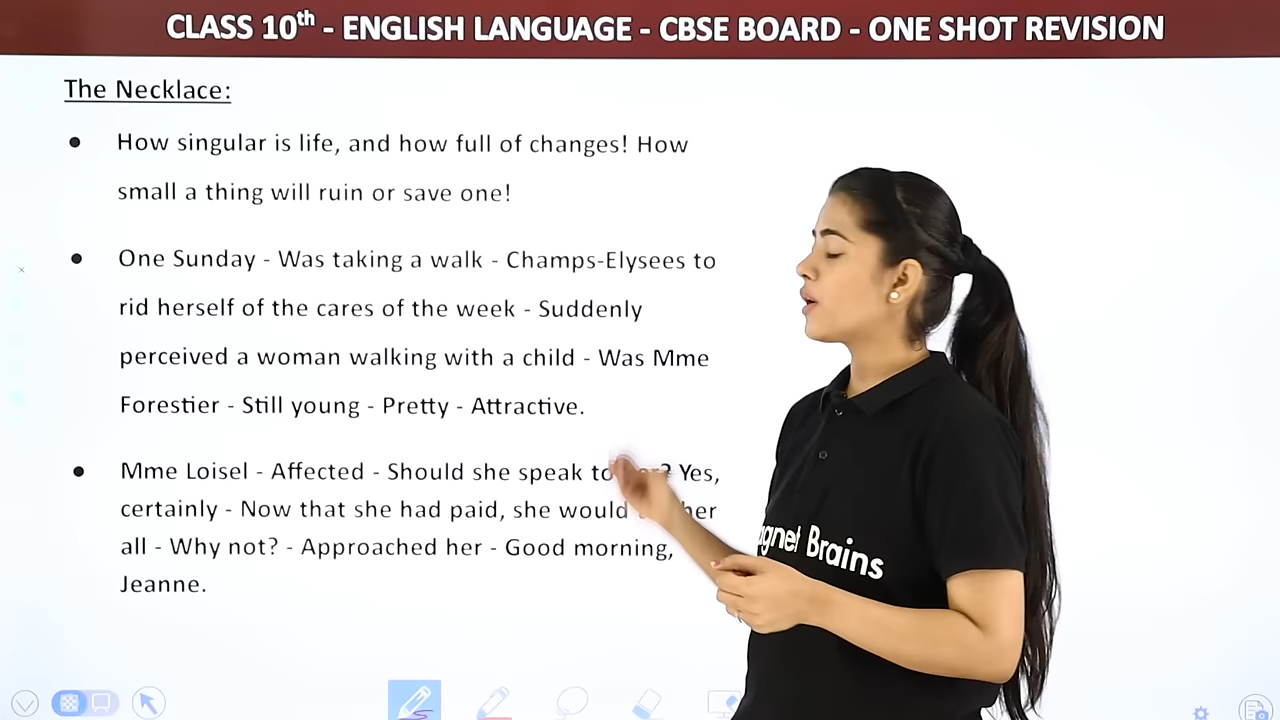 CLASS 10th - ENGLISH LANGUAGE - CBSE BOARD - ONE SHOT REVISION
The Necklace:
● How singular is life, and how full of changes! How
small a thing will ruin or save one!
● One Sunday - Was taking a walk - Champs-Elysees to
rid herself of the cares of the week - Suddenly
perceived a woman walking with a child - Was Mme
Forestier - Still young - Pretty - Attractive.
● Mme Loisel - Affected - Should she speak to Yes,
certainly - Now that she had paid, she would her
all - Why not? - Approached her - Good morning,
Jeanne.
Brains